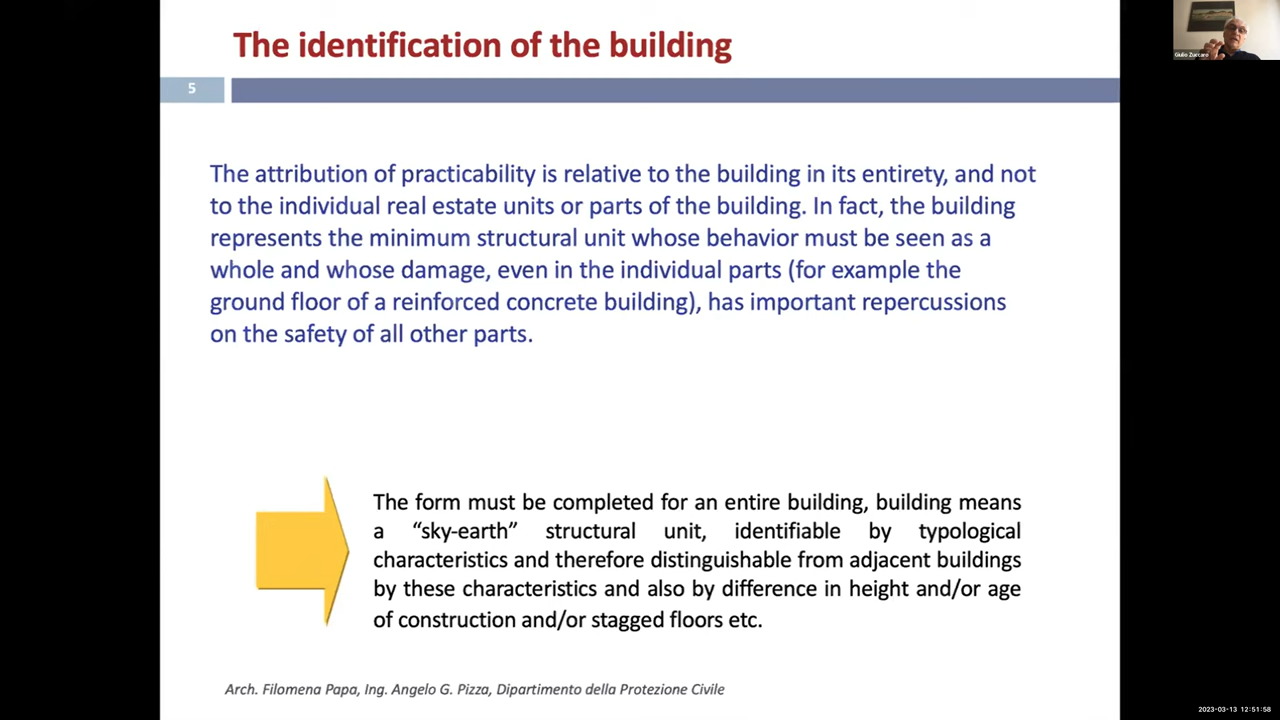 The identification of the building
5
Giulio Zuccaro
The attribution of practicability is relative to the building in its entirety, and not
to the individual real estate units or parts of the building. In fact, the building
represents the minimum structural unit whose behavior must be seen as a
whole and whose damage, even in the individual parts (for example the
ground floor of a reinforced concrete building), has important repercussions
on the safety of all other parts.
The form must be completed for an entire building, building means
a “sky-earth” structural unit, identifiable by typological
characteristics and therefore distinguishable from adjacent buildings
by these characteristics and also by difference in height and/or age
of construction and/or stagged floors etc.
Arch. Filomena Papa, Ing. Angelo G. Pizza, Dipartimento della Protezione Civile
2023-03-13 12:51:58